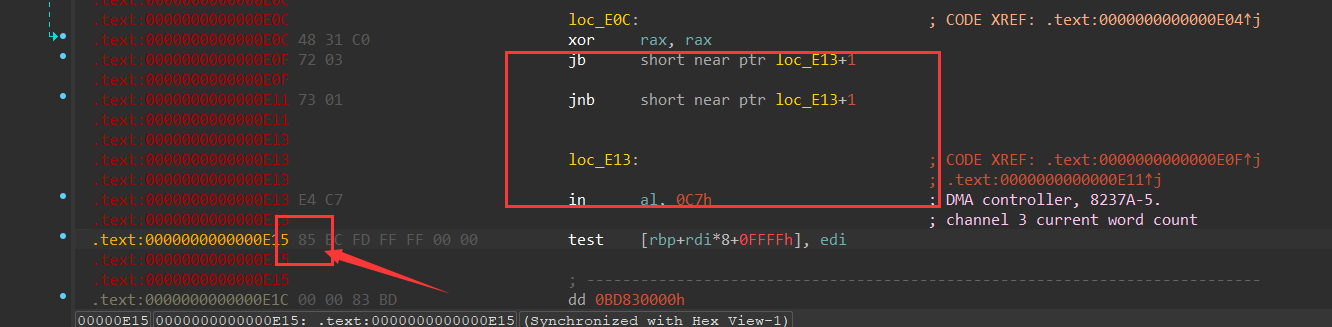 .text:0000000000000E0C
.text:0000000000000E0C loc_E0C: ; CODE XREF: .text:0000000000000E04↑j
.text:0000000000000E0C 48 31 C0 xor rax, rax
.text:0000000000000E0F 72 03 jb short near ptr loc_E13+1
.text:0000000000000E0F
.text:0000000000000E11 73 01 jnb short near ptr loc_E13+1
.text:0000000000000E11
.text:0000000000000E13
.text:0000000000000E13 loc_E13: ; CODE XREF: .text:0000000000000E0F↑j
.text:0000000000000E13 ; .text:0000000000000E11↑j
.text:0000000000000E13 E4 C7 in al, 0C7h ; DMA controller, 8237A-5.
.text:0000000000000E13 ; channel 3 current word count
.text:0000000000000E15 85 FD FF FF 00 00 test [rbp+rdi*8+0FFFFh], edi
.text:0000000000000E15
.text:0000000000000E15 ; ---------------------------------------------------------------------------
.text:0000000000000E1C 00 00 83 BD dd 0BD830000h
00000E15 0000000000000E15: .text:0000000000000E15 (Synchronized with Hex View-1)